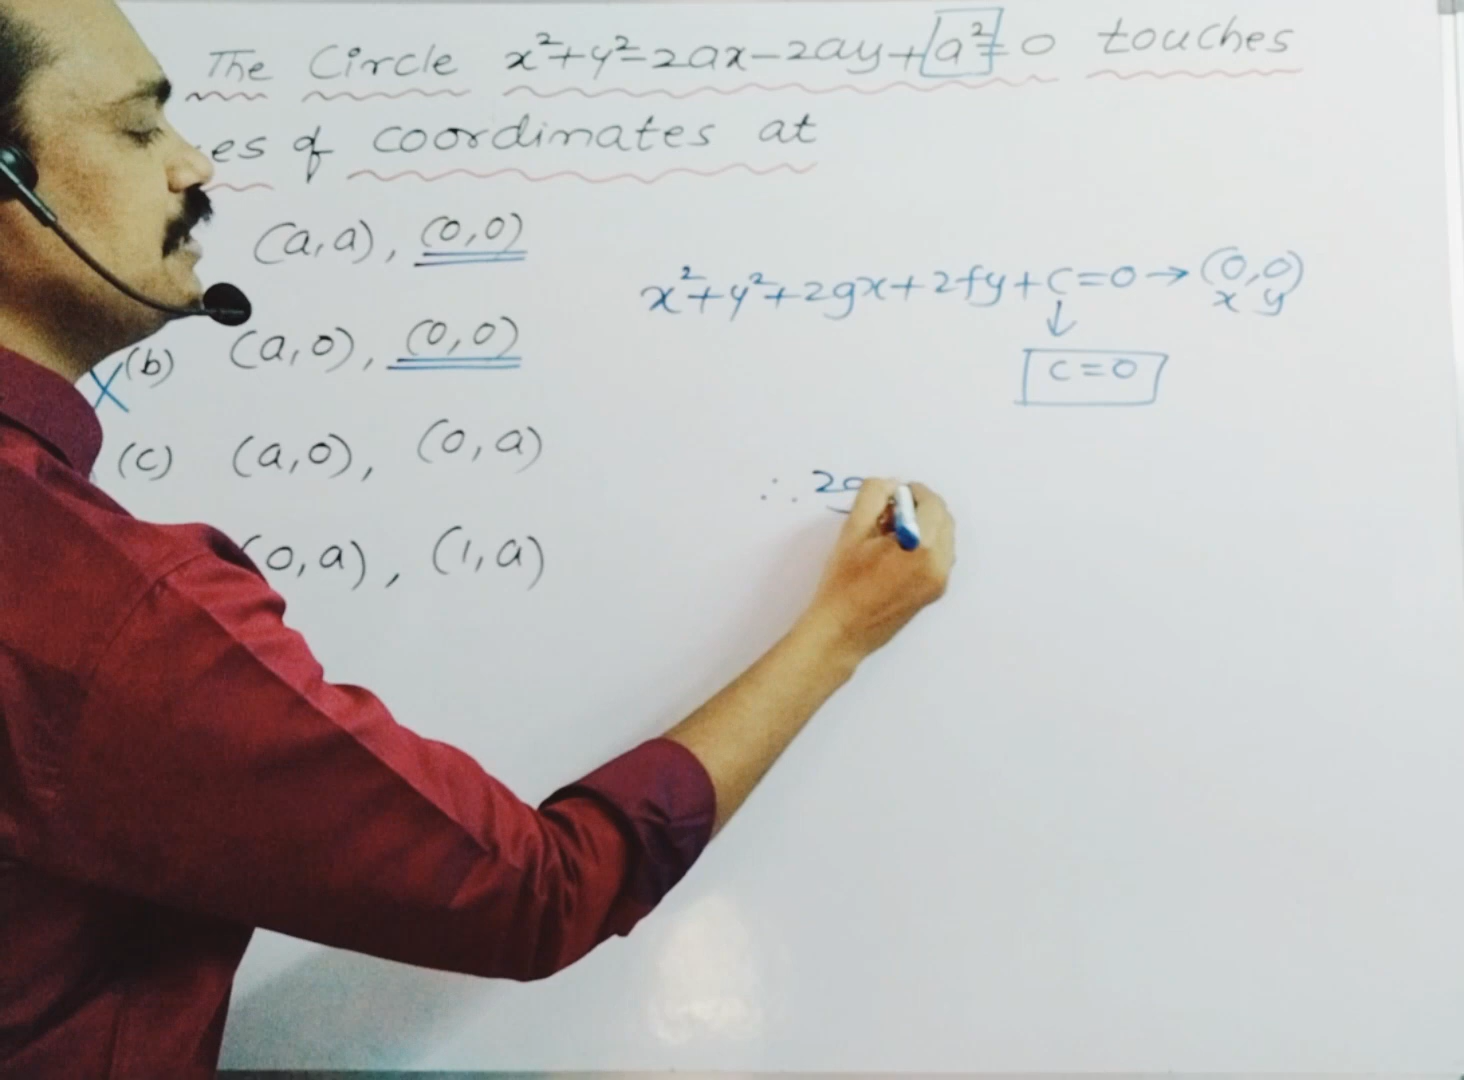 The Circle x²+y²-2ax-2ay+a²=0 touches
es of coordinates at
(a,a), (0,0)
(b) (a,0), (0,0)
(c) (a,0), (0,a)
(0,a), (1,a)
x²+y²+2gx+2fy+c=0→(0,0)
x y
↓
c=0
∴ 2g